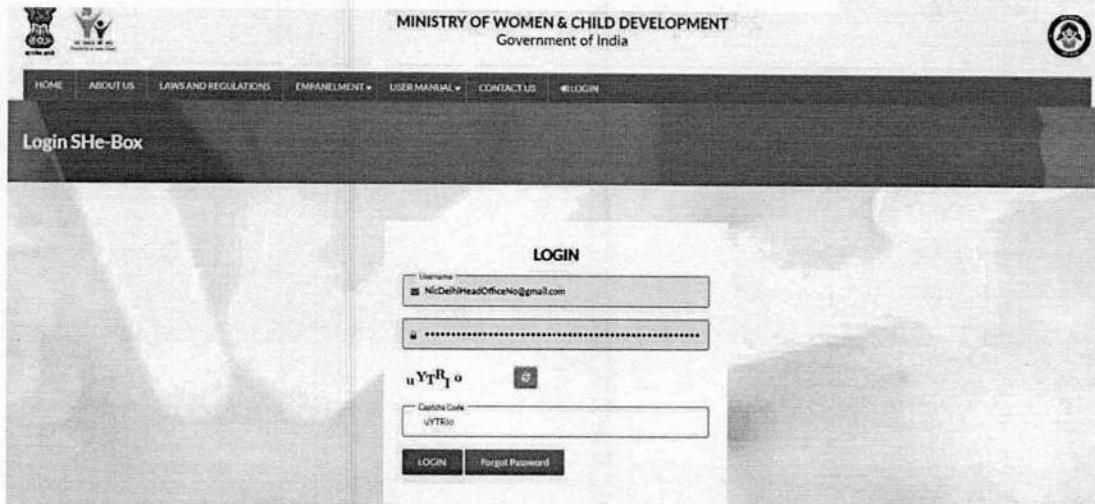 MINISTRY OF WOMEN & CHILD DEVELOPMENT
Government of India
HOME ABOUT US LAWS AND REGULATIONS EMPANELMENT USER MANUAL CONTACT US LOGIN
Login SHe-Box
LOGIN
Username
NicDelhiHeadOfficeNo@gmail.com
uYTRIo
Captcha Code
uYTRIo
LOGIN Forgot Password